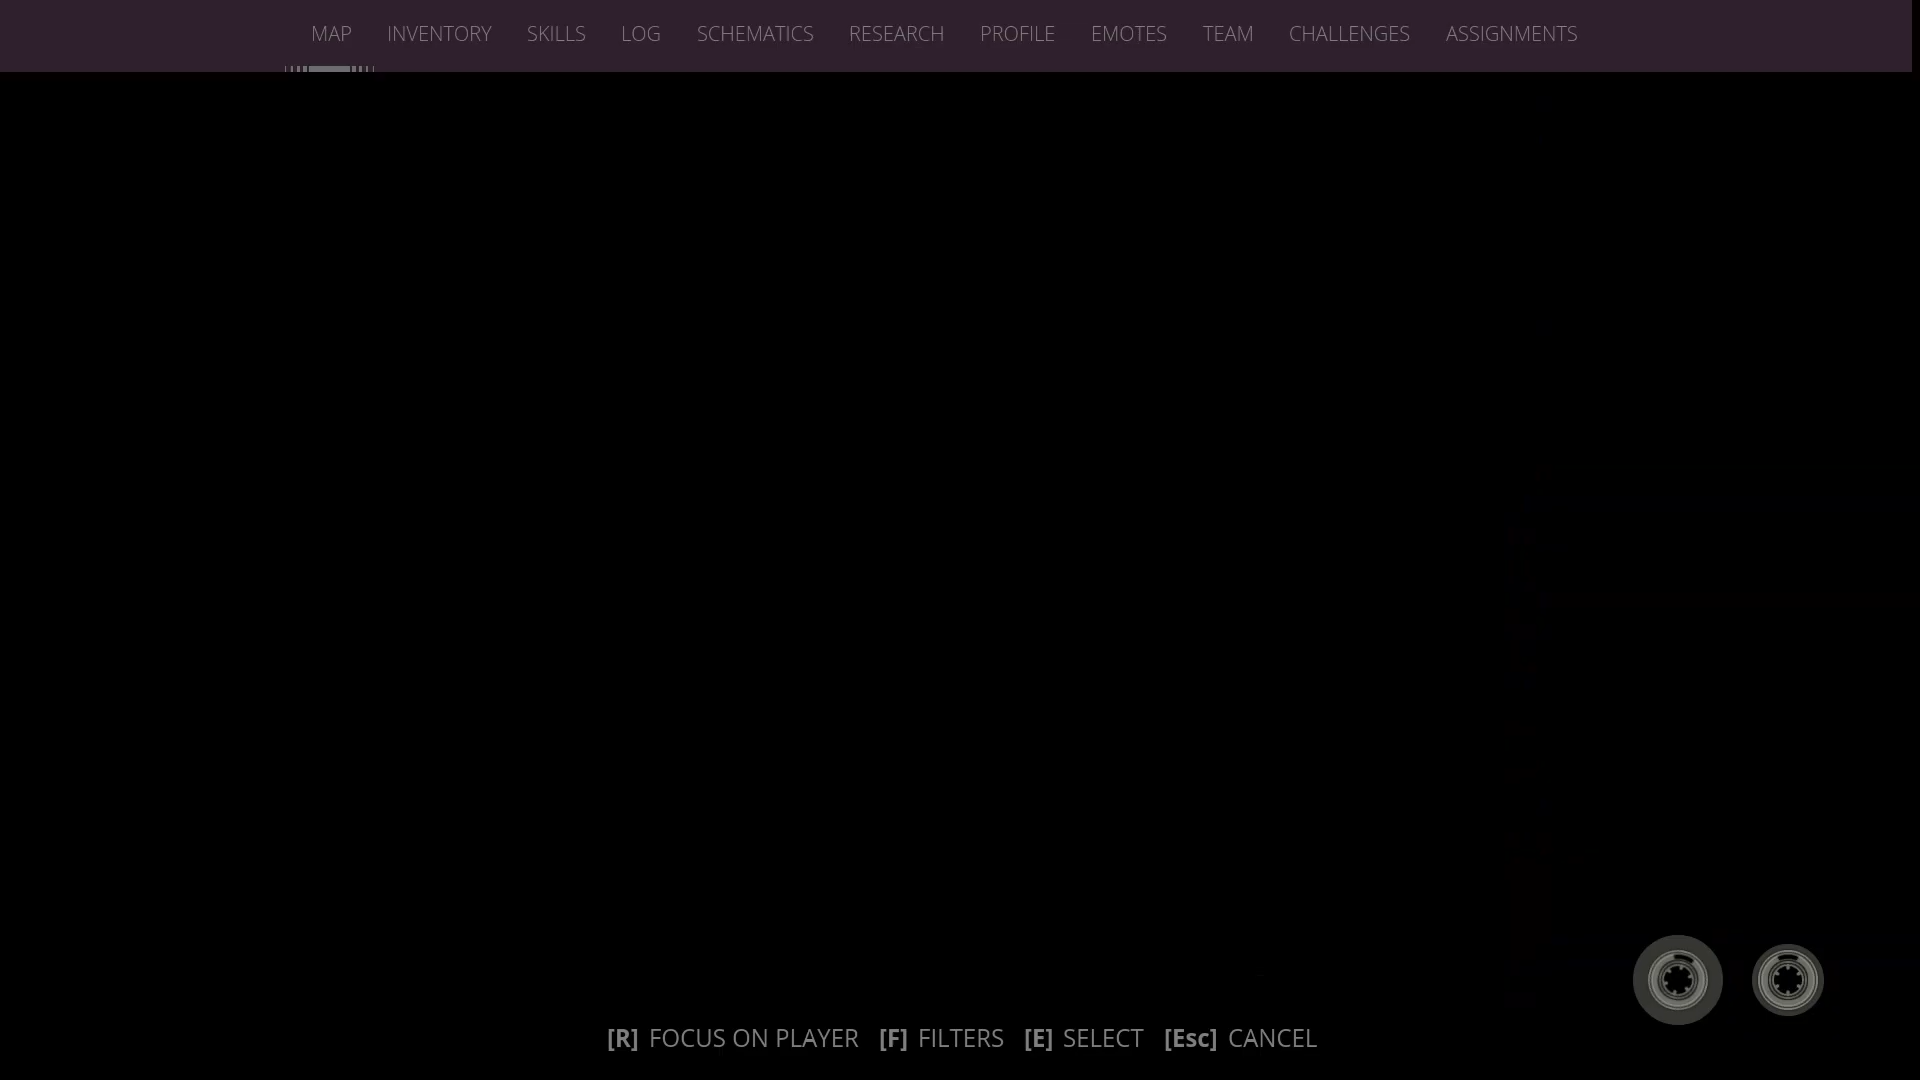 MAP INVENTORY SKILLS LOG SCHEMATICS RESEARCH PROFILE EMOTES TEAM CHALLENGES ASSIGNMENTS
[R] FOCUS ON PLAYER [F] FILTERS [E] SELECT [Esc] CANCEL